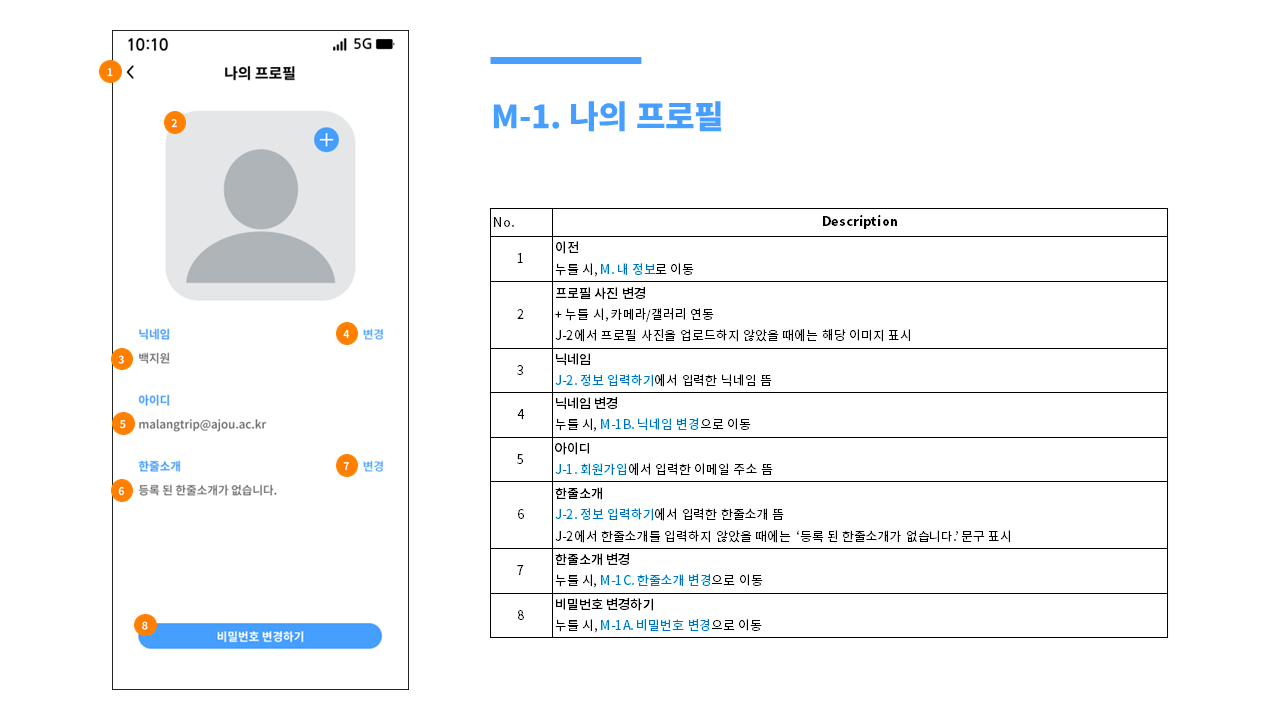 10:10
5G
1
나의 프로필
2
닉네임
4
변경
3
백지원
아이디
5
malangtrip@ajou.ac.kr
한줄소개
7
변경
6
등록 된 한줄소개가 없습니다.
8
비밀번호 변경하기
M-1. 나의 프로필
No.
Description
1
이전
누를 시, M. 내 정보로 이동
2
프로필 사진 변경
+ 누를 시, 카메라/갤러리 연동
J-2에서 프로필 사진을 업로드하지 않았을 때에는 해당 이미지 표시
3
닉네임
J-2. 정보 입력하기에서 입력한 닉네임 뜸
4
닉네임 변경
누를 시, M-1B. 닉네임 변경으로 이동
5
아이디
J-1. 회원가입에서 입력한 이메일 주소 뜸
6
한줄소개
J-2. 정보 입력하기에서 입력한 한줄소개 뜸
J-2에서 한줄소개를 입력하지 않았을 때에는 ‘등록 된 한줄소개가 없습니다.’ 문구 표시
7
한줄소개 변경
누를 시, M-1C. 한줄소개 변경으로 이동
8
비밀번호 변경하기
누를 시, M-1A. 비밀번호 변경으로 이동